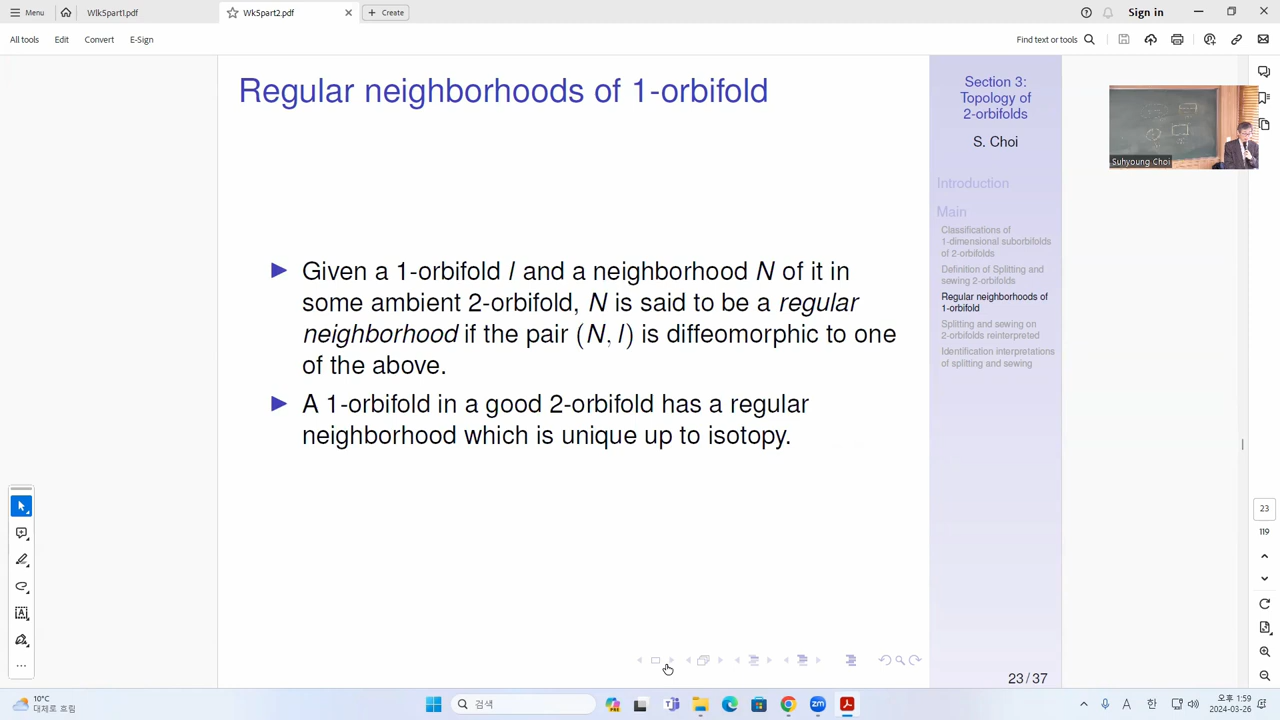 Menu
Wlk5part1.pdf
Wk5part2.pdf
Create
Sign in
All tools
Edit
Convert
E-Sign
Find text or tools
Regular neighborhoods of 1-orbifold
Given a 1-orbifold I and a neighborhood N of it in
some ambient 2-orbifold, N is said to be a regular
neighborhood if the pair (N, I) is diffeomorphic to one
of the above.
A 1-orbifold in a good 2-orbifold has a regular
neighborhood which is unique up to isotopy.
Section 3:
Topology of
2-orbifolds
S. Choi
Introduction
Main
Classifications of
1-dimensional suborbifolds
of 2-orbifolds
Definition of Splitting and
sewing 2-orbifolds
Regular neighborhoods of
1-orbifold
Splitting and sewing on
2-orbifolds reinterpreted
Identification interpretations
of splitting and sewing
23/37
Suhyoung Choi
23
119
10°C
대체로 흐림
검색
zm
A
한
오후 1:59
2024-03-26